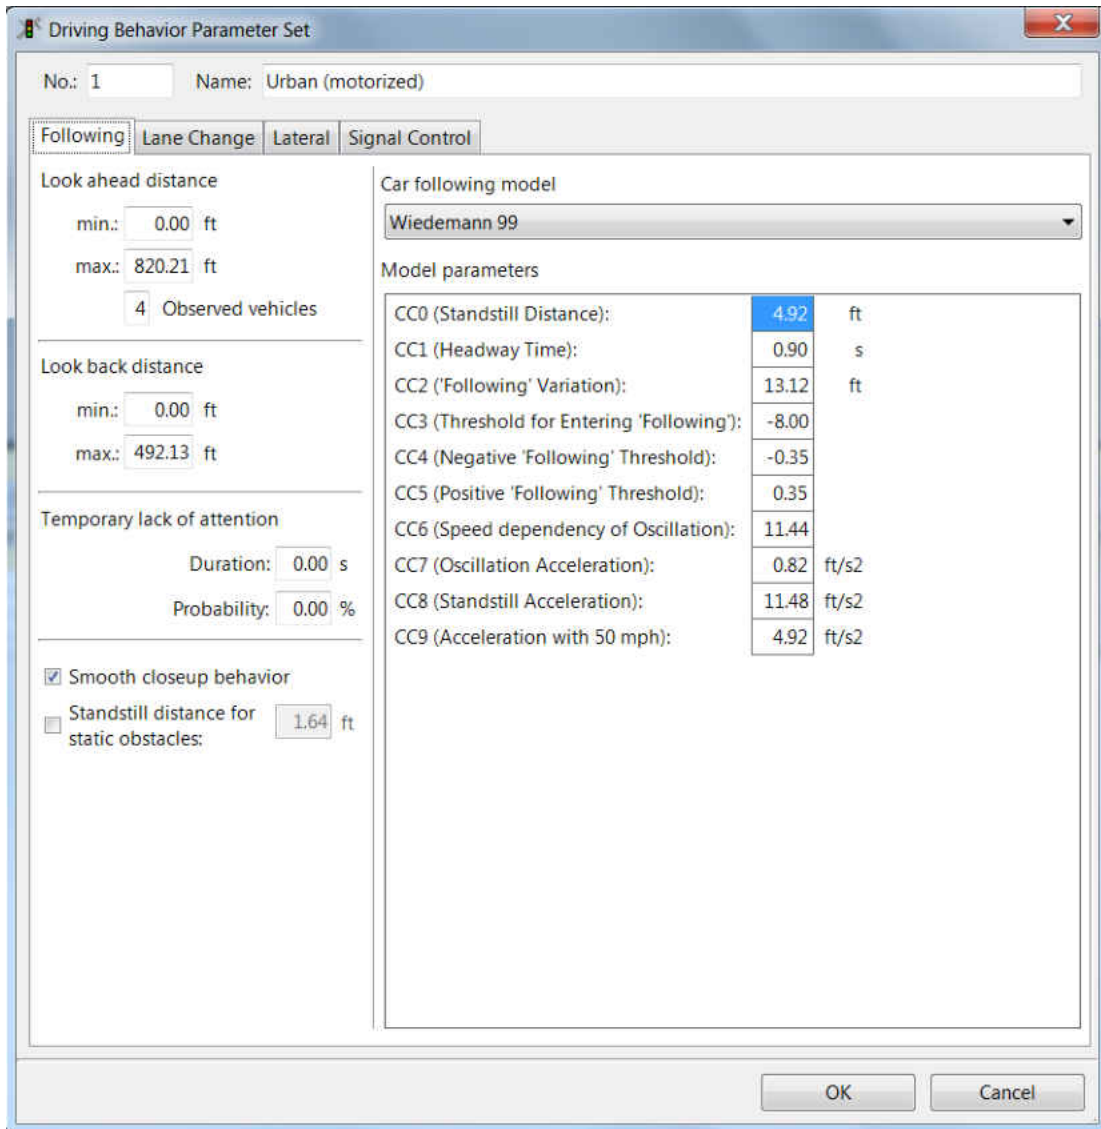 Driving Behavior Parameter Set
No.: 1 Name: Urban (motorized)
Following Lane Change Lateral Signal Control
Look ahead distance
min.: 0.00 ft
max.: 820.21 ft
4 Observed vehicles
Look back distance
min.: 0.00 ft
max.: 492.13 ft
Temporary lack of attention
Duration: 0.00 s
Probability: 0.00 %
Smooth closeup behavior
Standstill distance for
static obstacles: 1.64 ft
Car following model
Wiedemann 99
Model parameters
CC0 (Standstill Distance): 4.92 ft
CC1 (Headway Time): 0.90 s
CC2 ('Following' Variation): 13.12 ft
CC3 (Threshold for Entering 'Following'): -8.00
CC4 (Negative 'Following' Threshold): -0.35
CC5 (Positive 'Following' Threshold): 0.35
CC6 (Speed dependency of Oscillation): 11.44
CC7 (Oscillation Acceleration): 0.82 ft/s2
CC8 (Standstill Acceleration): 11.48 ft/s2
CC9 (Acceleration with 50 mph): 4.92 ft/s2
OK Cancel